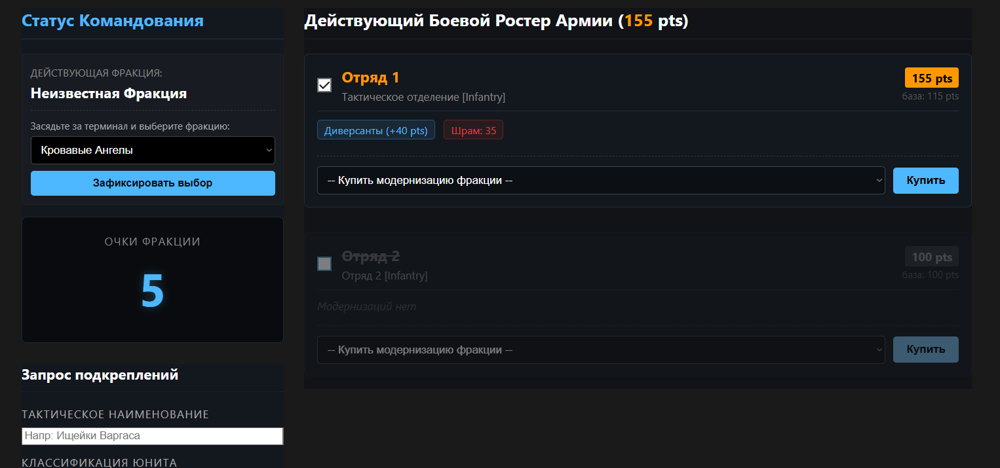 Статус Командования
ДЕЙСТВУЮЩАЯ ФРАКЦИЯ:
Неизвестная Фракция
Засядьте за терминал и выберите фракцию:
Кровавые Ангелы
Зафиксировать выбор
ОЧКИ ФРАКЦИИ
5
Запрос подкреплений
ТАКТИЧЕСКОЕ НАИМЕНОВАНИЕ
Напр: Ищейки Варгаса
КЛАССИФИКАЦИЯ ЮНИТА
Действующий Боевой Ростер Армии (155 pts)
Отряд 1
155 pts
Тактическое отделение [Infantry]
база: 115 pts
Диверсанты (+40 pts)
Шрам: 35
-- Купить модернизацию фракции --
Купить
Отряд 2
100 pts
Отряд 2 [Infantry]
база: 100 pts
Модернизаций нет
-- Купить модернизацию фракции --
Купить